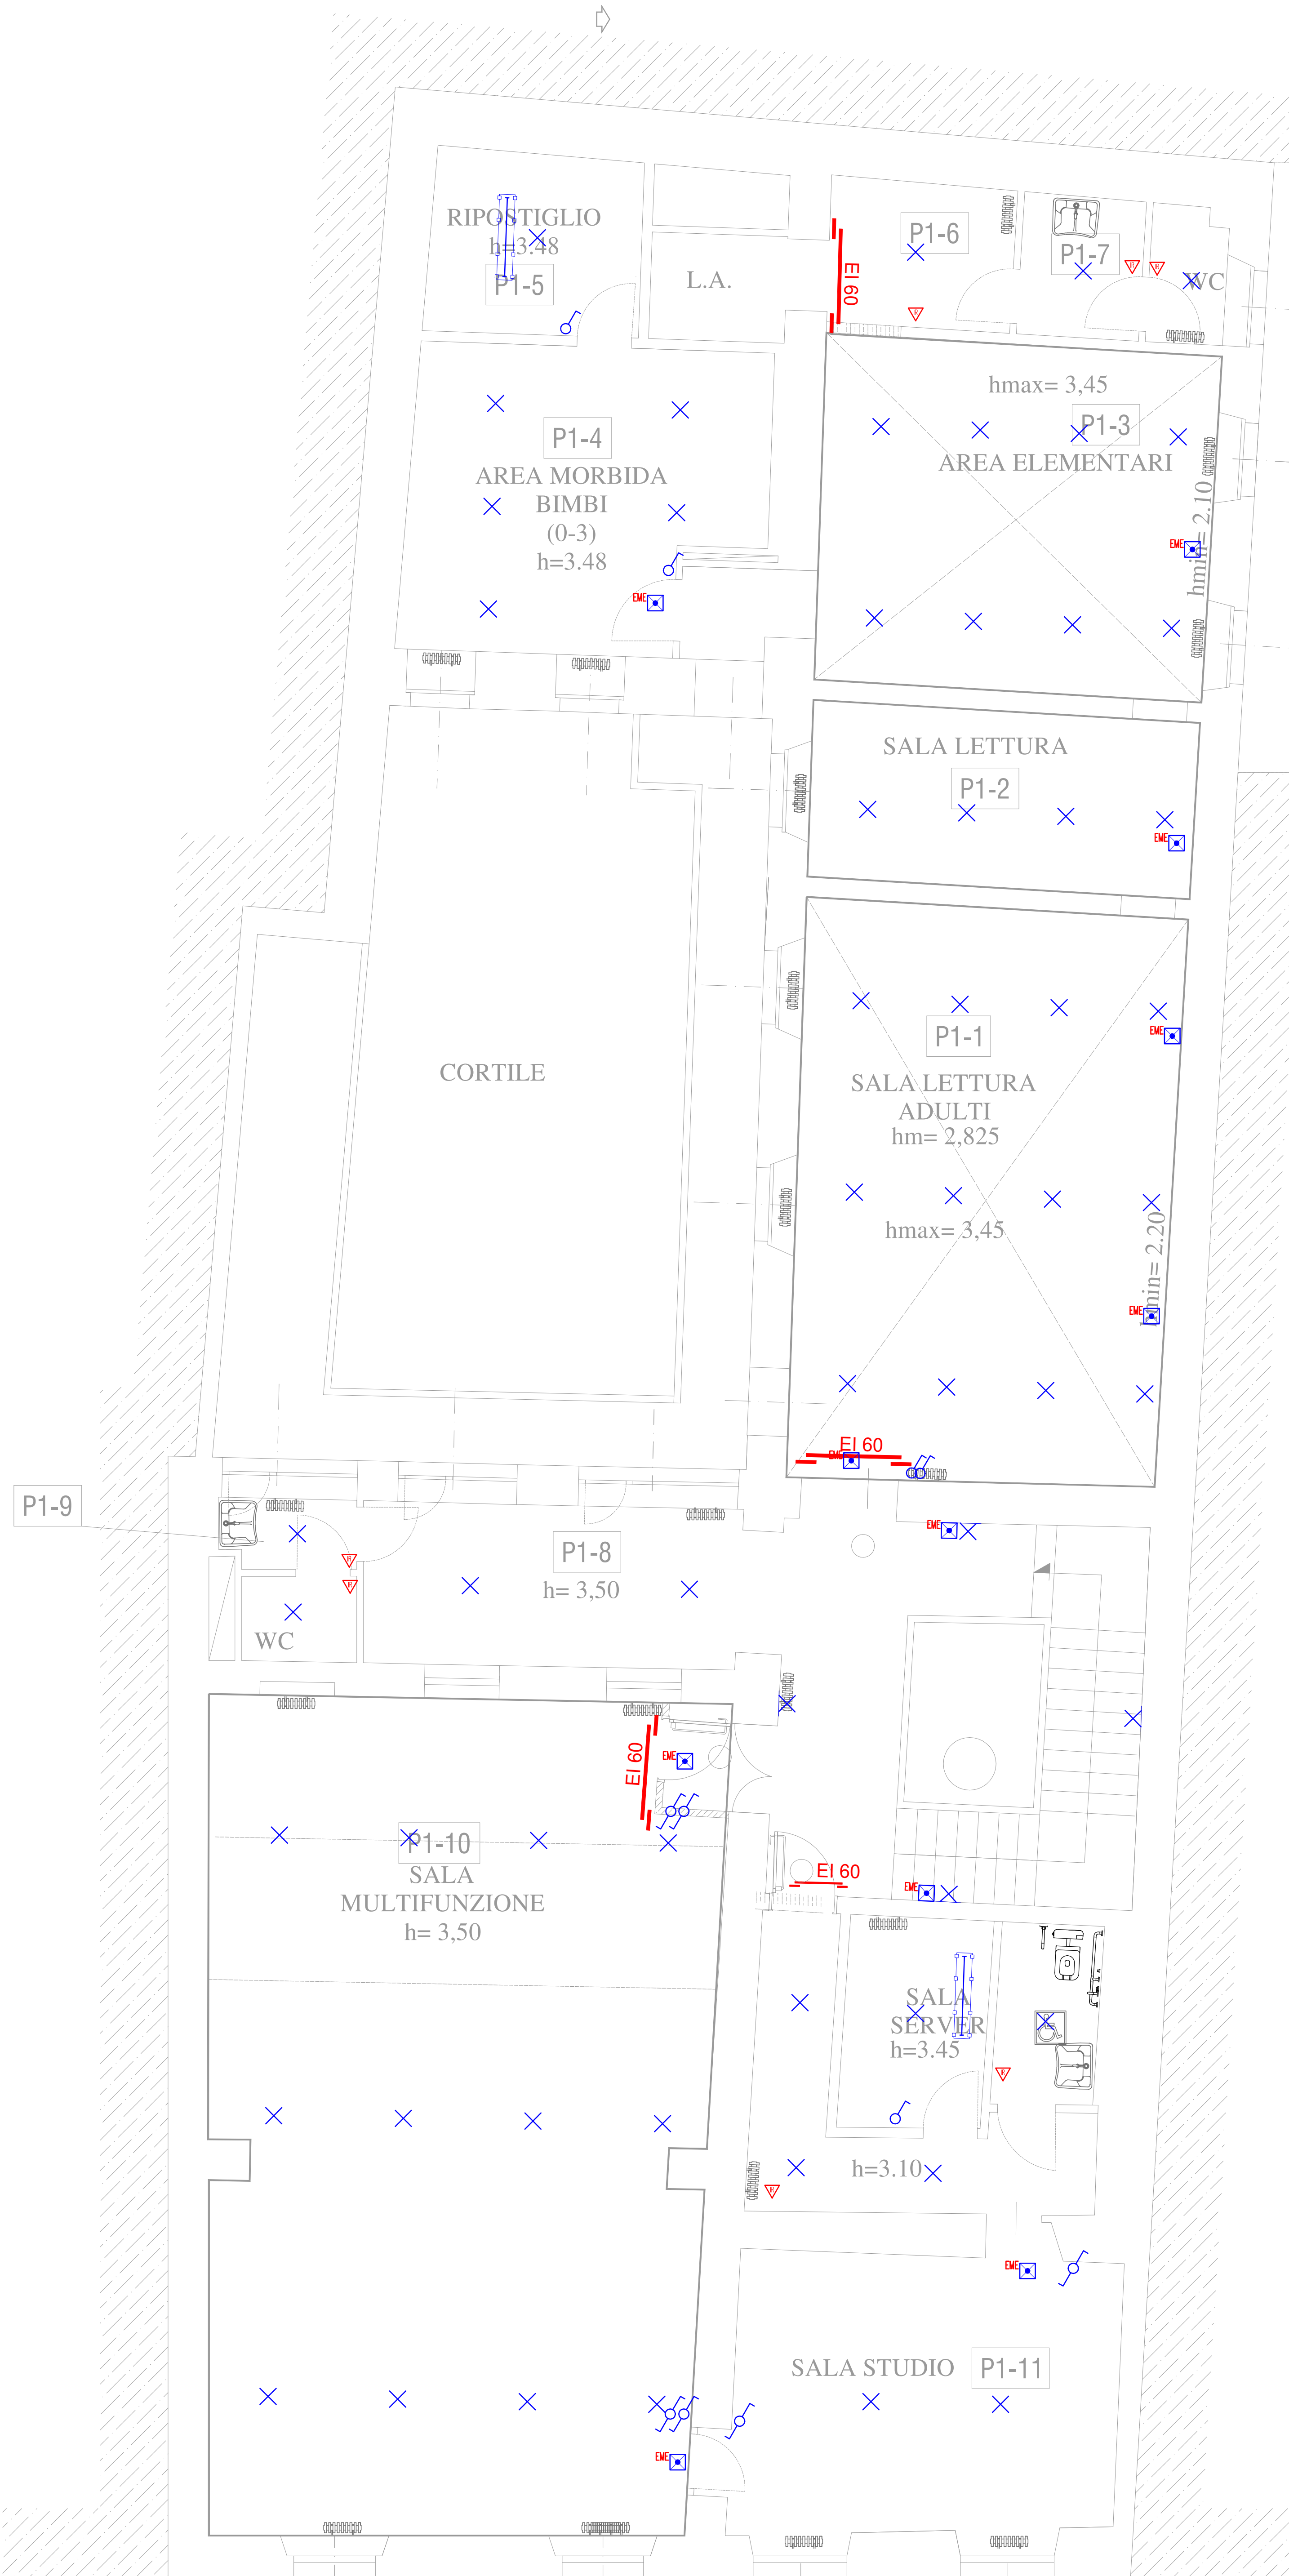 RIPOSTIGLIO
h=3.48
P1-5
L.A.
EI 60
P1-6
P1-7
WC
hmax= 3,45
P1-3
AREA ELEMENTARI
hmin= 2.10
EME
P1-4
AREA MORBIDA
BIMBI
(0-3)
h=3.48
EME
SALA LETTURA
P1-2
EME
P1-1
EME
SALA LETTURA
ADULTI
hm= 2,825
hmax= 3,45
hmin= 2.20
EME
CORTILE
EI 60
EME
P1-9
P1-8
h= 3,50
WC
EME
EI 60
EME
P1-10
SALA
MULTIFUNZIONE
h= 3,50
EI 60
EME
SALA
SERVER
h=3.45
h=3.10
EME
SALA STUDIO
P1-11
EME